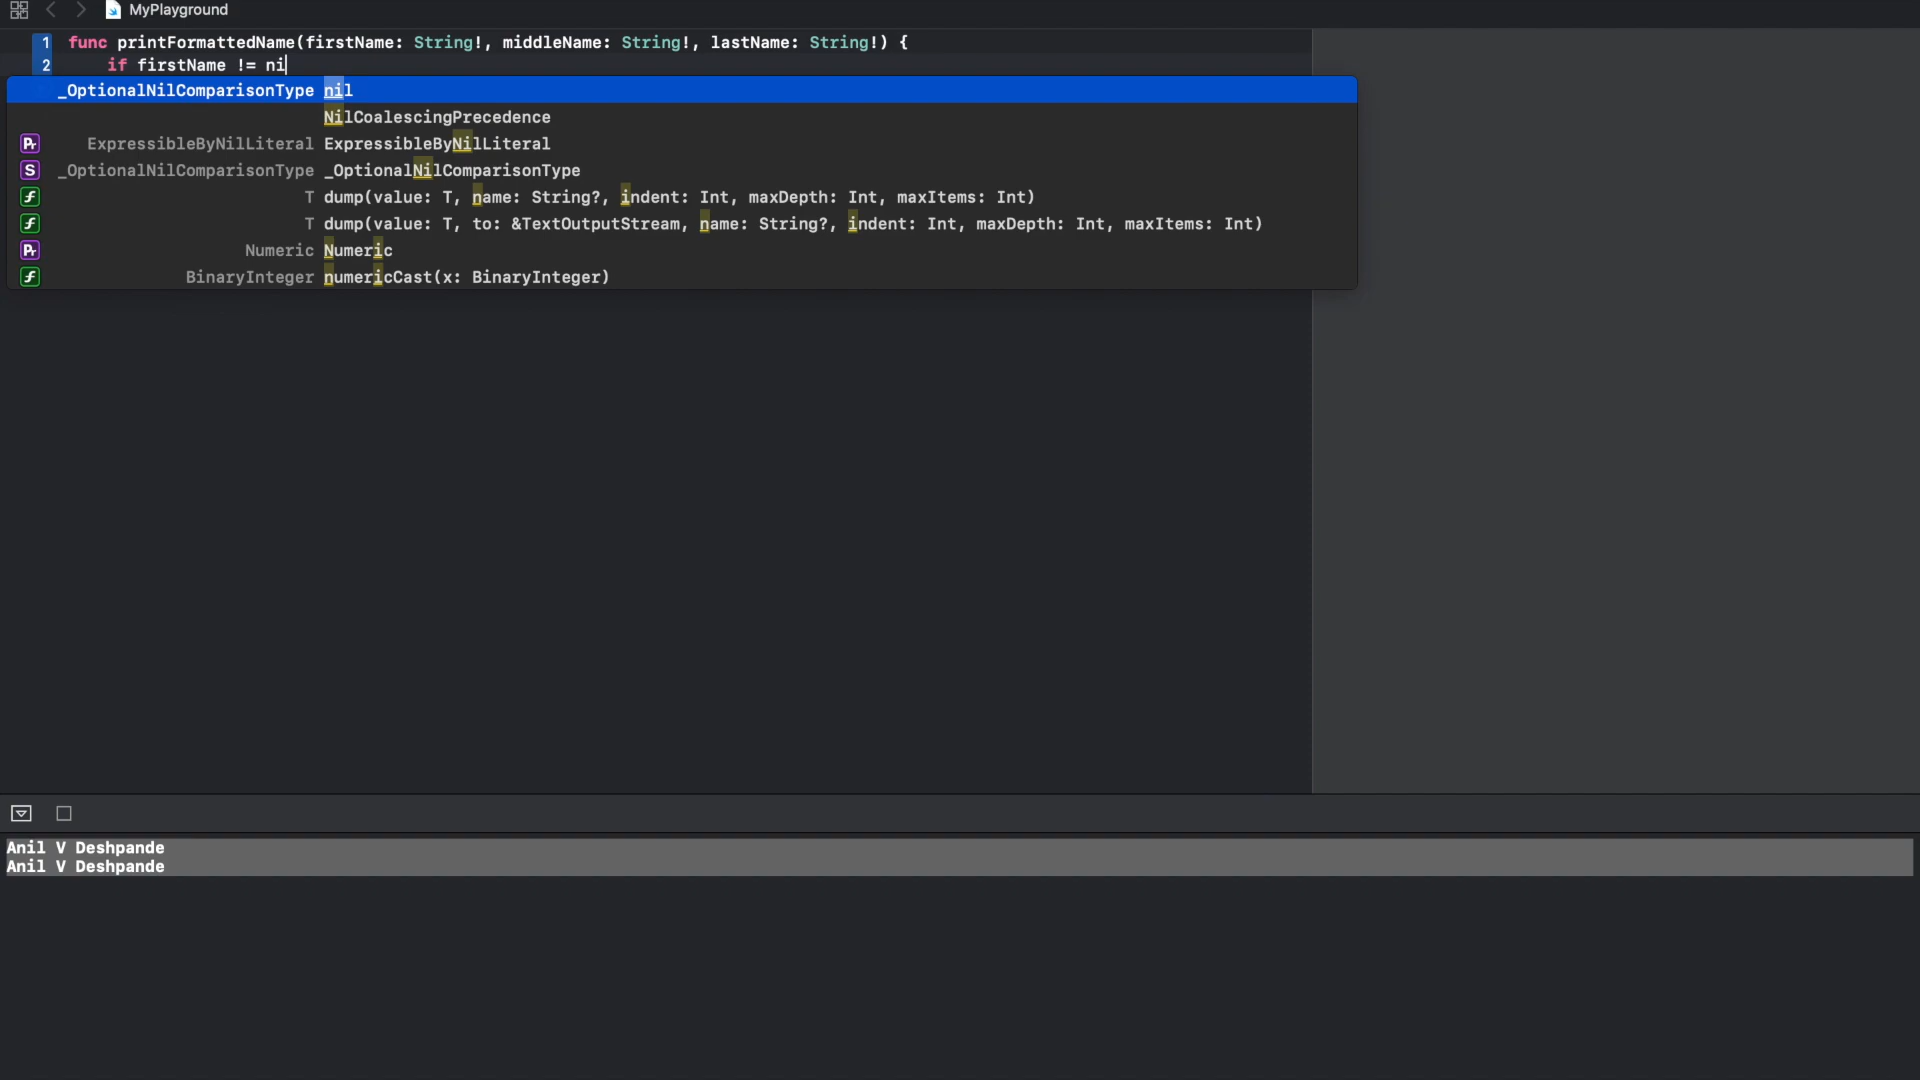 MyPlayground
1 func printFormattedName(firstName: String!, middleName: String!, lastName: String!) {
2 if firstName != ni
_OptionalNilComparisonType nil
NilCoalescingPrecedence
Pr ExpressibleByNilLiteral ExpressibleByNilLiteral
S _OptionalNilComparisonType _OptionalNilComparisonType
f T dump(value: T, name: String?, indent: Int, maxDepth: Int, maxItems: Int)
f T dump(value: T, to: &TextOutputStream, name: String?, indent: Int, maxDepth: Int, maxItems: Int)
Pr Numeric Numeric
f BinaryInteger numericCast(x: BinaryInteger)
Anil V Deshpande
Anil V Deshpande